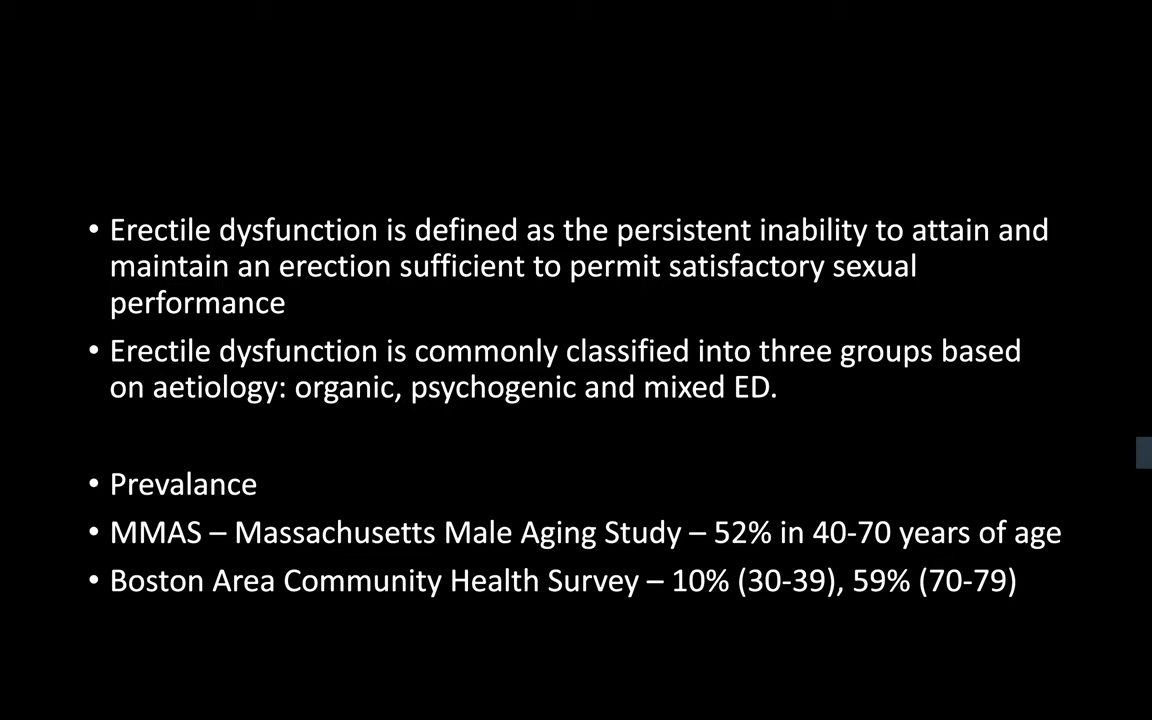 • Erectile dysfunction is defined as the persistent inability to attain and
maintain an erection sufficient to permit satisfactory sexual
performance
• Erectile dysfunction is commonly classified into three groups based
on aetiology: organic, psychogenic and mixed ED.
• Prevalance
• MMAS – Massachusetts Male Aging Study – 52% in 40-70 years of age
• Boston Area Community Health Survey – 10% (30-39), 59% (70-79)